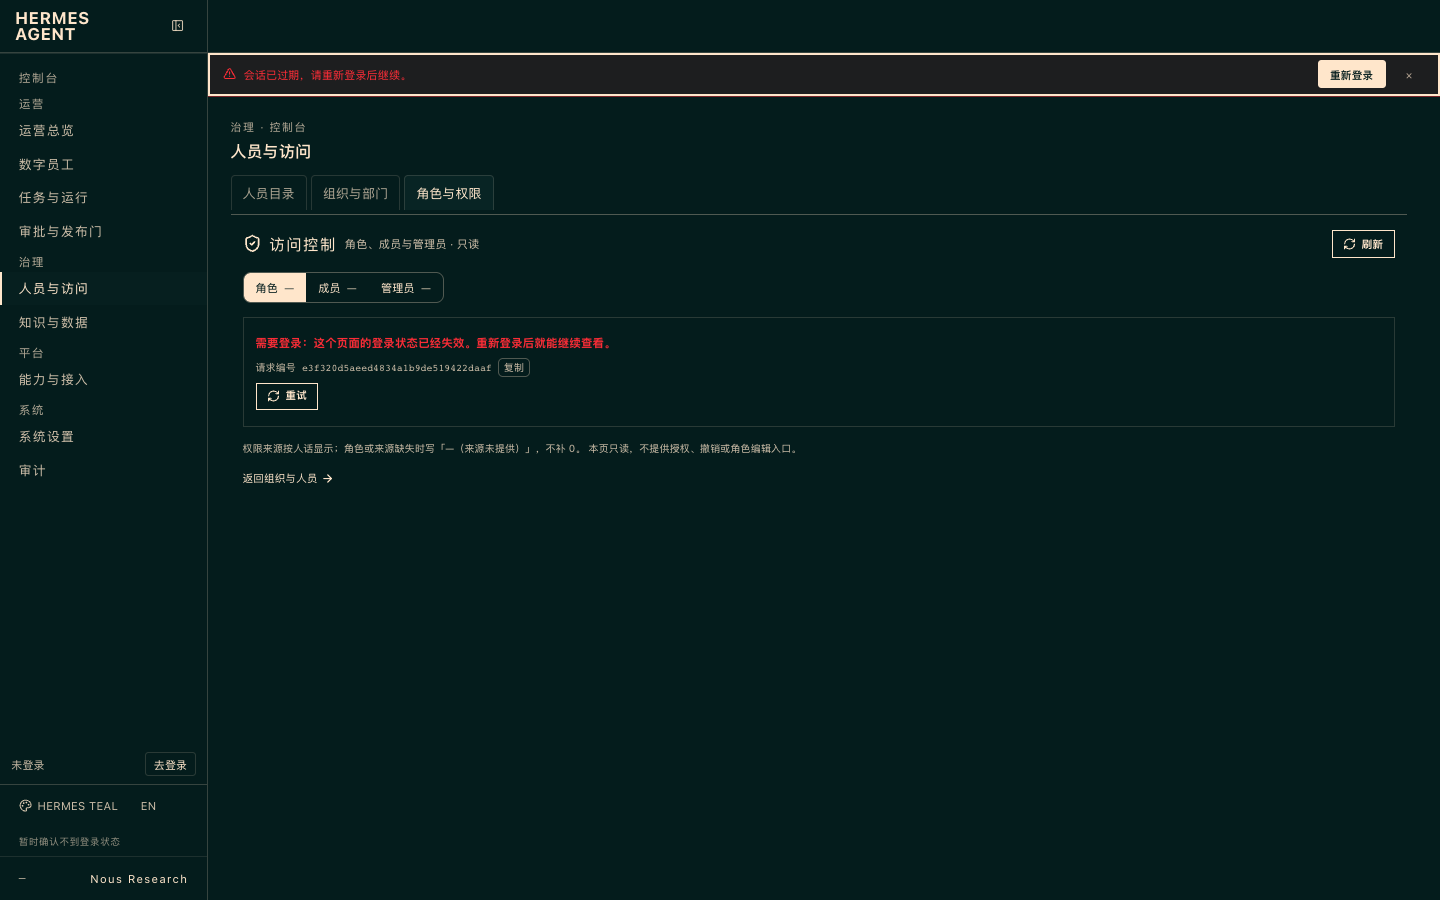 HERMES
AGENT
控制台
运营
运营总览
数字员工
任务与运行
审批与发布门
治理
人员与访问
知识与数据
平台
能力与接入
系统
系统设置
审计
未登录
去登录
HERMES TEAL
EN
暂时确认不到登录状态
—
Nous Research
会话已过期，请重新登录后继续。
重新登录
×
治理 · 控制台
人员与访问
人员目录
组织与部门
角色与权限
访问控制 角色、成员与管理员 · 只读
刷新
角色 —
成员 —
管理员 —
需要登录：这个页面的登录状态已经失效。重新登录后就能继续查看。
请求编号 e3f320d5aeed4834a1b9de519422daaf 复制
重试
权限来源按人话显示；角色或来源缺失时写「—（来源未提供）」，不补 0。 本页只读，不提供授权、撤销或角色编辑入口。
返回组织与人员 →